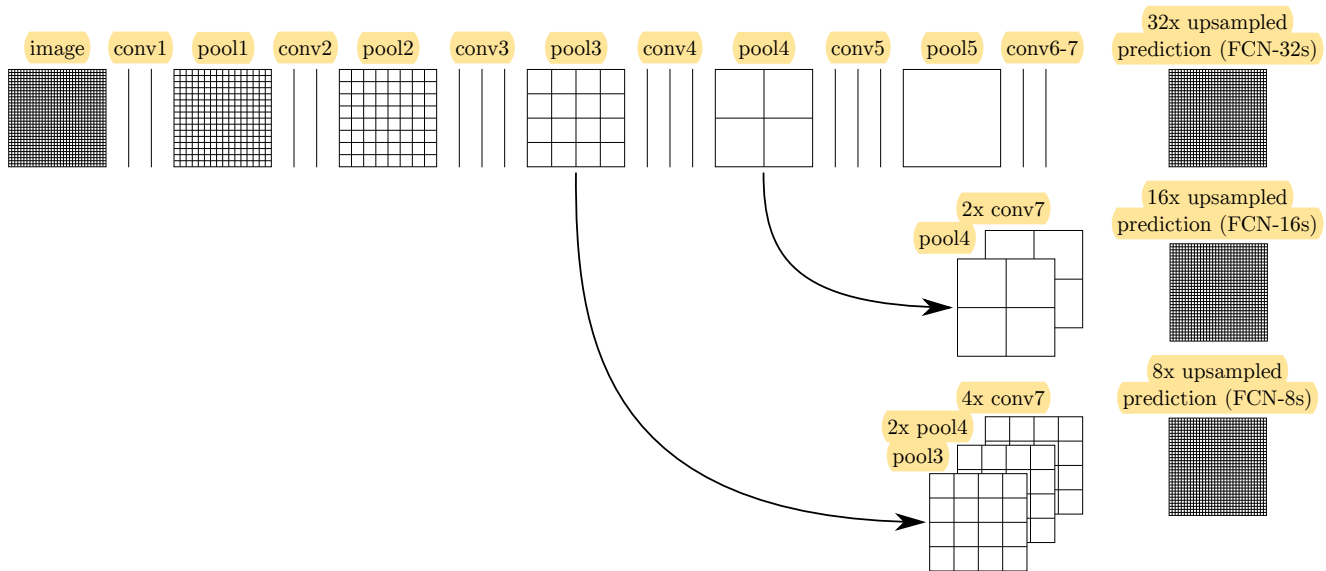 image
conv1
pool1
conv2
pool2
conv3
pool3
conv4
pool4
conv5
pool5
conv6-7
32x upsampled
prediction (FCN-32s)
2x conv7
pool4
16x upsampled
prediction (FCN-16s)
4x conv7
2x pool4
pool3
8x upsampled
prediction (FCN-8s)